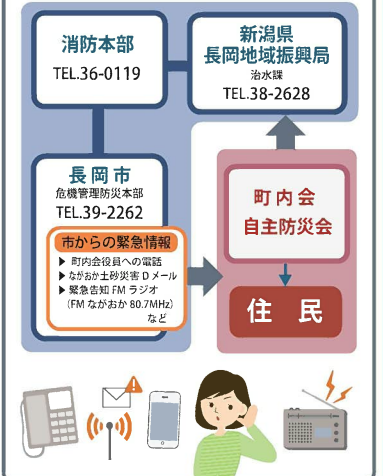 消防本部
TEL.36-0119
新潟県
長岡地域振興局
治水課
TEL.38-2628
長岡市
危機管理防災本部
TEL.39-2262
市からの緊急情報
▶ 町内会役員への電話
▶ ながおか土砂災害Dメール
▶ 緊急告知FMラジオ
（FMながおか 80.7MHz）
など
町内会
自主防災会
住 民